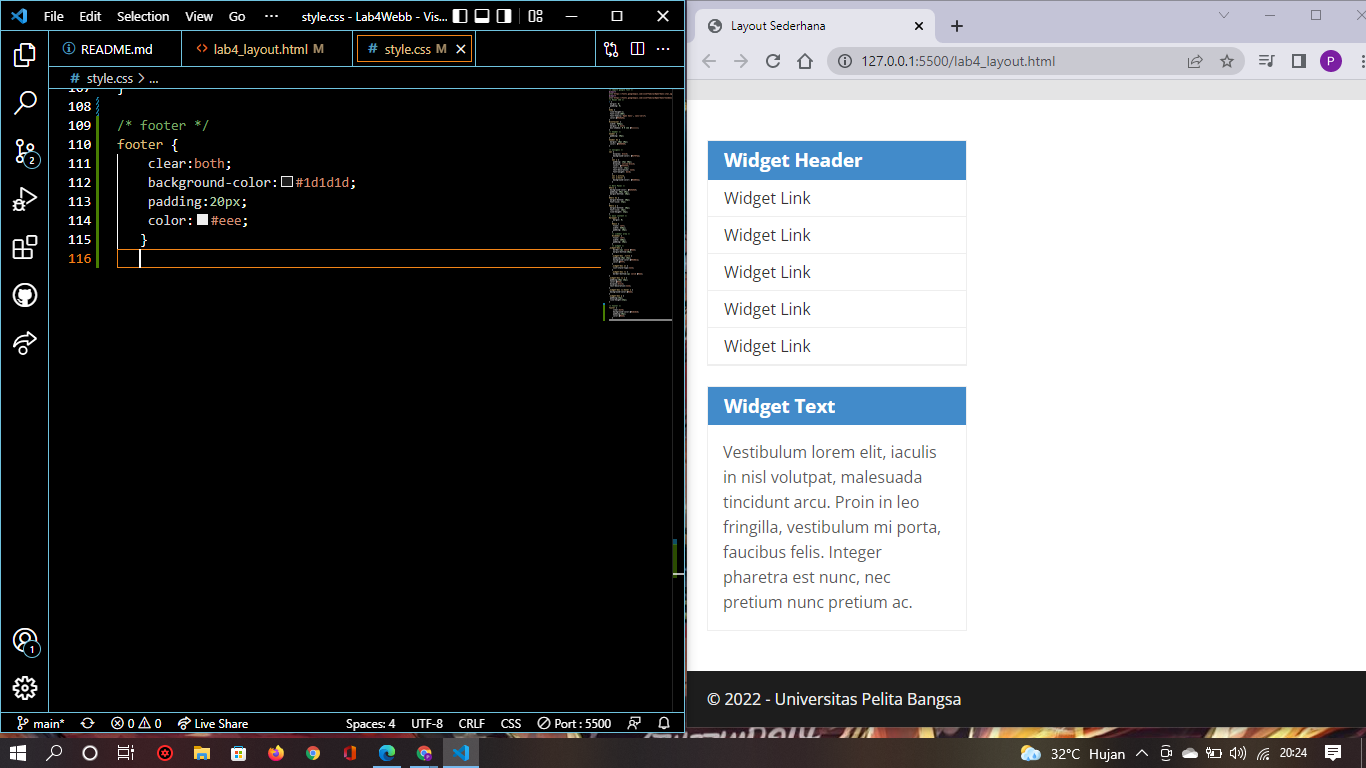 File Edit Selection View Go ··· style.css - Lab4Webb - Vis...
README.md lab4_layout.html M style.css M
# style.css > ...
107 }
108
109 /* footer */
110 footer {
111 clear:both;
112 background-color: #1d1d1d;
113 padding:20px;
114 color: #eee;
115 }
116
2
1
main* 0 0 Live Share Spaces: 4 UTF-8 CRLF CSS Port : 5500
Layout Sederhana
127.0.0.1:5500/lab4_layout.html P
Widget Header
Widget Link
Widget Link
Widget Link
Widget Link
Widget Link
Widget Text
Vestibulum lorem elit, iaculis
in nisl volutpat, malesuada
tincidunt arcu. Proin in leo
fringilla, vestibulum mi porta,
faucibus felis. Integer
pharetra est nunc, nec
pretium nunc pretium ac.
© 2022 - Universitas Pelita Bangsa
32°C Hujan 20:24